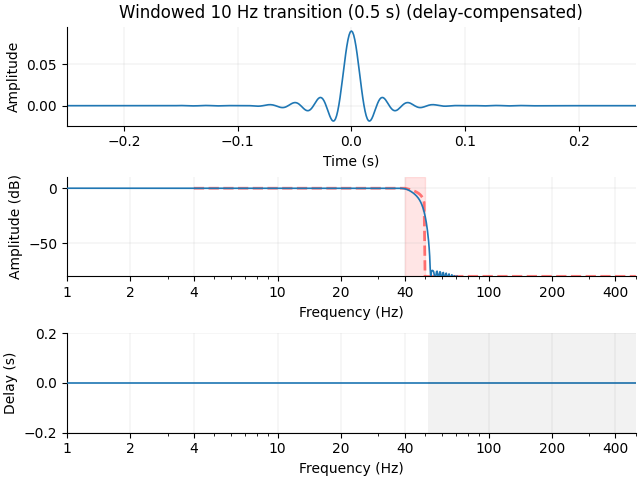 Windowed 10 Hz transition (0.5 s) (delay-compensated)
Amplitude
0.05
0.00
−0.2 −0.1 0.0 0.1 0.2
Time (s)
Amplitude (dB)
0
−50
1 2 4 10 20 40 100 200 400
Frequency (Hz)
Delay (s)
0.2
0.0
−0.2
1 2 4 10 20 40 100 200 400
Frequency (Hz)